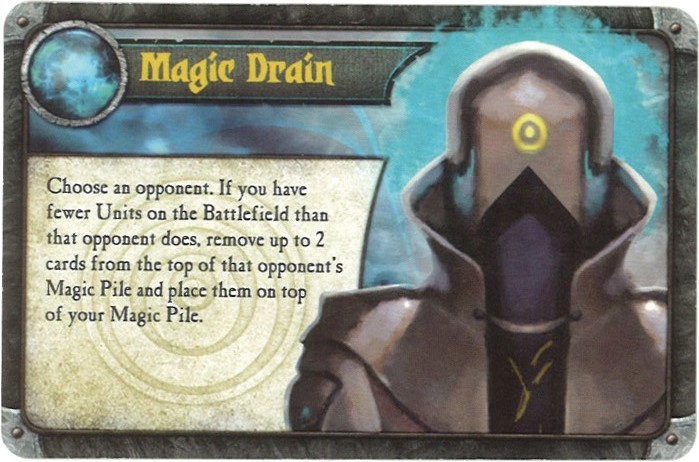 Magic Drain
Choose an opponent. If you have
fewer Units on the Battlefield than
that opponent does, remove up to 2
cards from the top of that opponent's
Magic Pile and place them on top
of your Magic Pile.